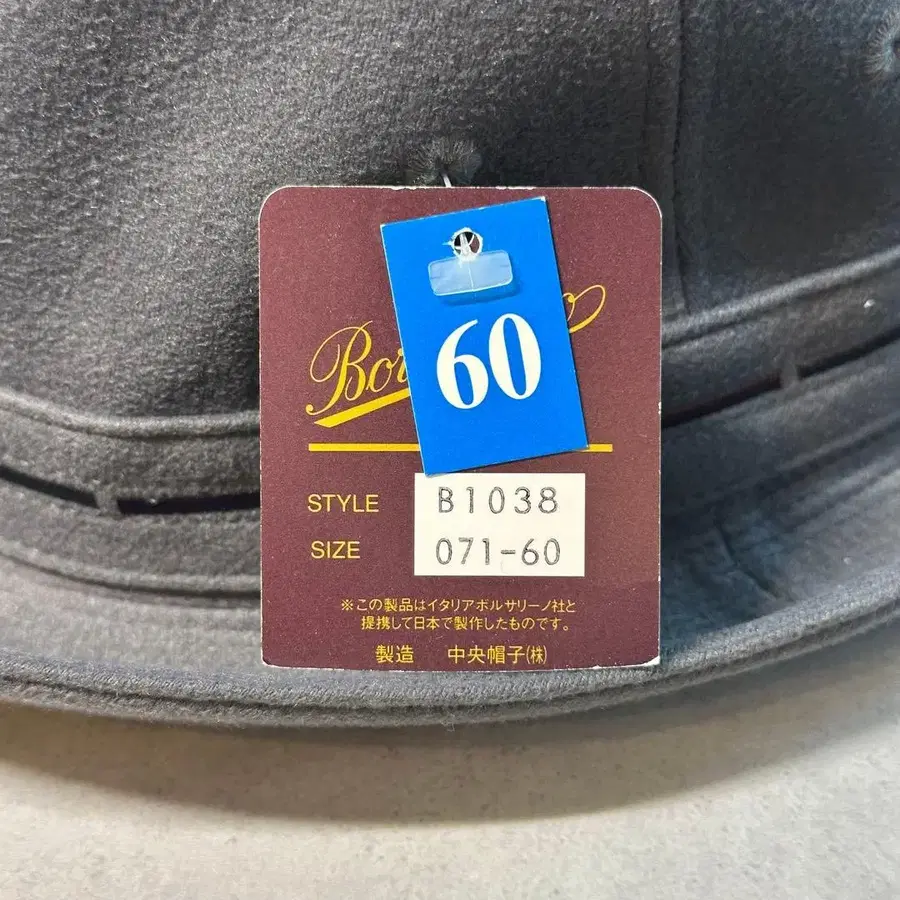 60
STYLE B1038
SIZE 071-60
※この製品はイタリアボルサリーノ社と
提携して日本で製作したものです。
製造 中央帽子(株)